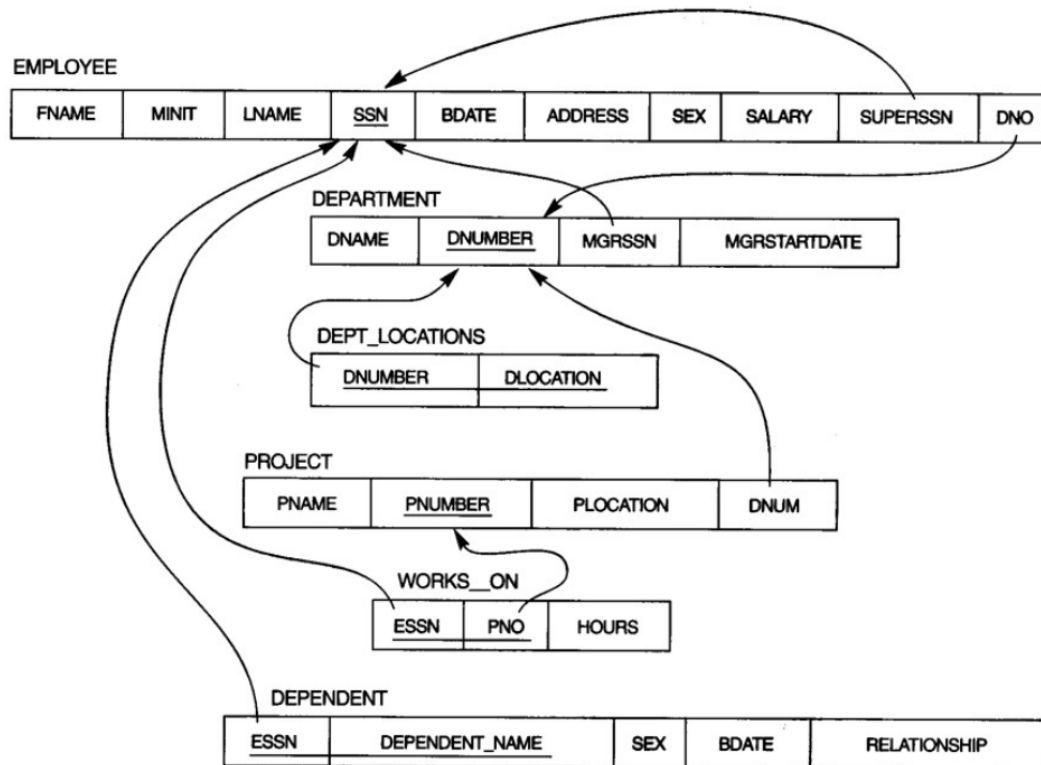 EMPLOYEE
FNAME MINIT LNAME SSN BDATE ADDRESS SEX SALARY SUPERSSN DNO
DEPARTMENT
DNAME DNUMBER MGRSSN MGRSTARTDATE
DEPT_LOCATIONS
DNUMBER DLOCATION
PROJECT
PNAME PNUMBER PLOCATION DNUM
WORKS__ON
ESSN PNO HOURS
DEPENDENT
ESSN DEPENDENT_NAME SEX BDATE RELATIONSHIP